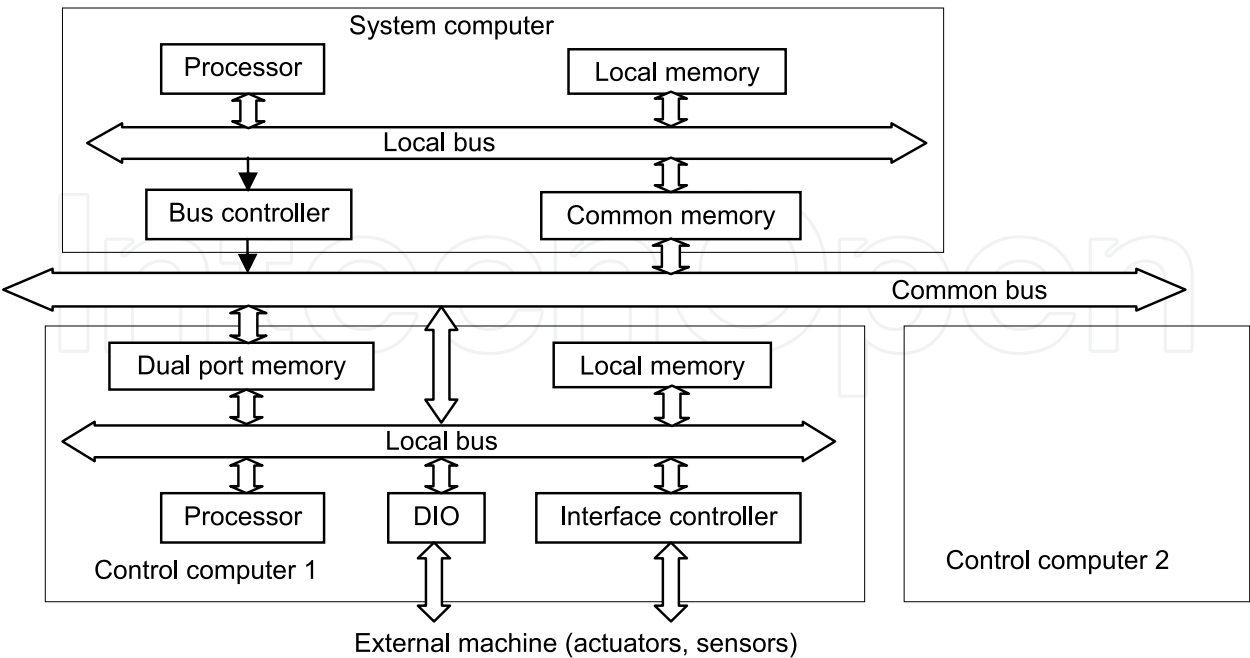 System computer
Processor
Local memory
Local bus
Bus controller
Common memory
Common bus
Dual port memory
Local memory
Local bus
Processor
DIO
Interface controller
Control computer 1
Control computer 2
External machine (actuators, sensors)
IntechOpen